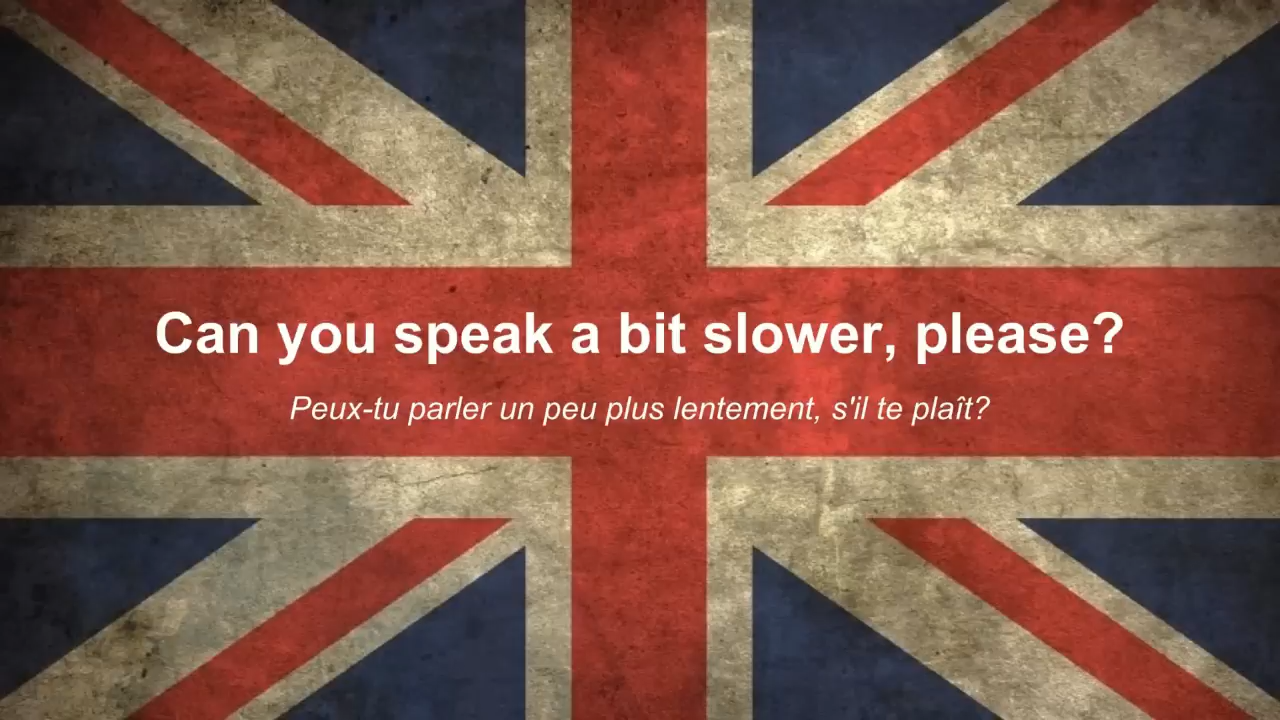 Can you speak a bit slower, please?
Peux-tu parler un peu plus lentement, s'il te plaît?